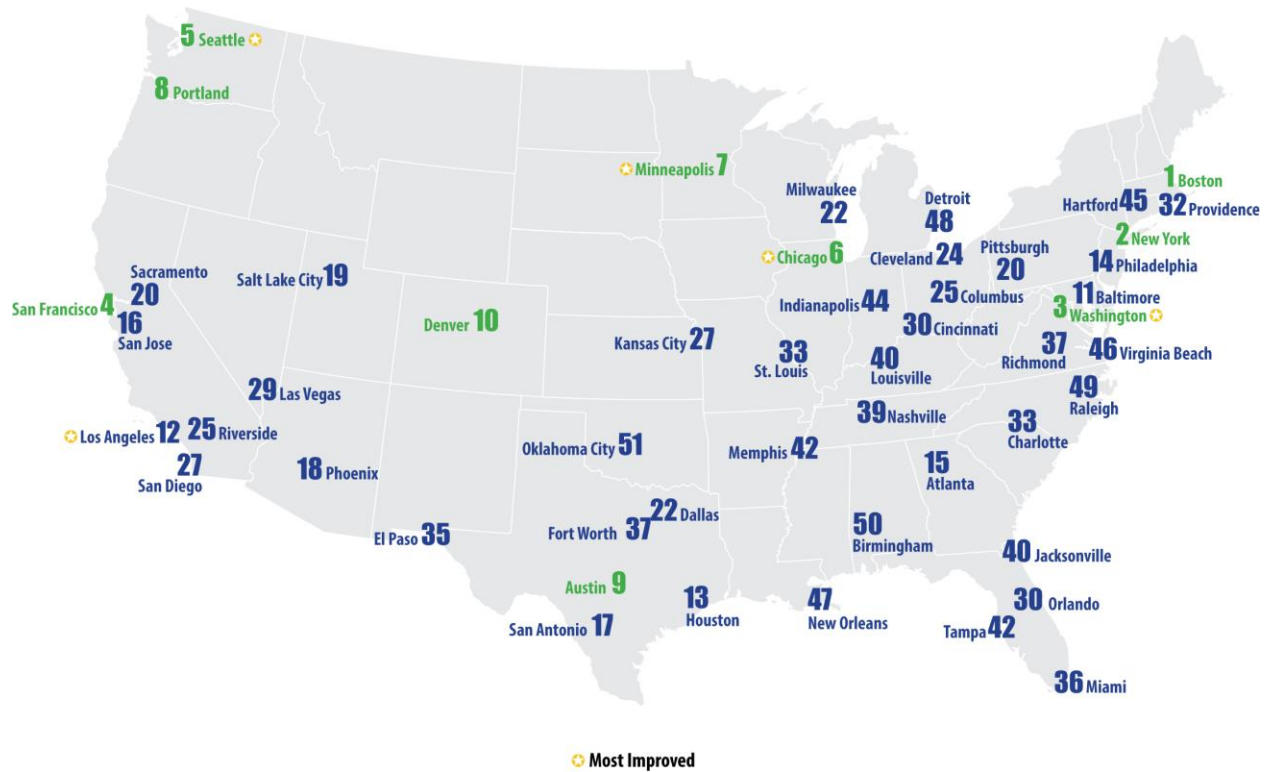 5 Seattle
8 Portland
Minneapolis 7
Milwaukee
22
Detroit
48
1 Boston
Hartford 45
32 Providence
2 New York
Chicago 6
Cleveland 24
Pittsburgh
20
14 Philadelphia
Sacramento
20
Salt Lake City 19
San Francisco 4
16
San Jose
Denver 10
Indianapolis 44
25 Columbus
11 Baltimore
3 Washington
30 Cincinnati
Kansas City 27
33
St. Louis
40
Louisville
37
Richmond
46 Virginia Beach
29 Las Vegas
49
Raleigh
39 Nashville
33
Charlotte
Los Angeles 12
25 Riverside
27
San Diego
18 Phoenix
Oklahoma City 51
Memphis 42
15
Atlanta
El Paso 35
22 Dallas
Fort Worth 37
50
Birmingham
40 Jacksonville
Austin 9
13
Houston
47
New Orleans
30 Orlando
San Antonio 17
Tampa 42
36 Miami
Most Improved